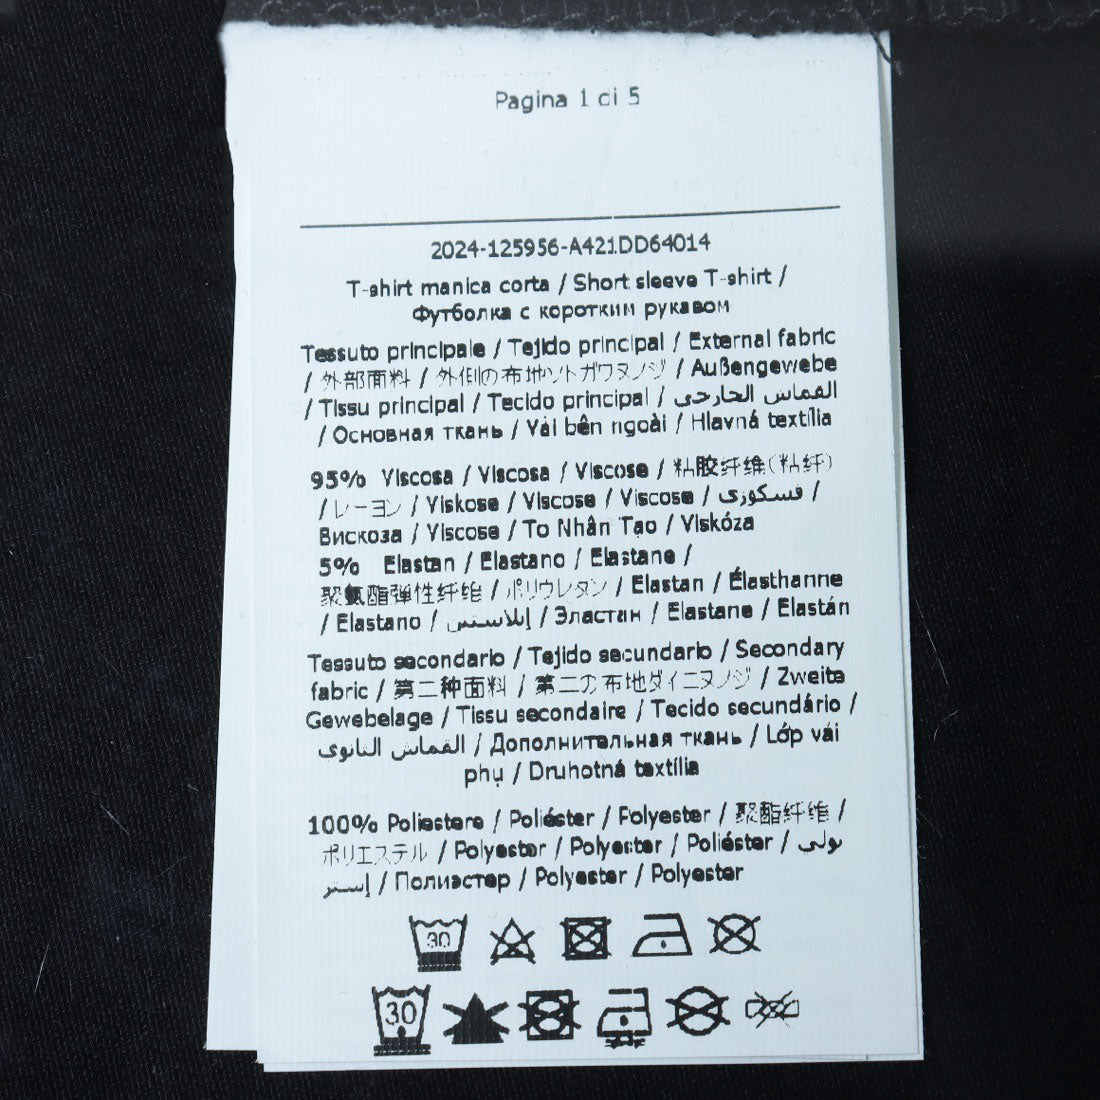 Pagina 1 di 5
2024-125956-A421DD64014
T-shirt manica corta / Short sleeve T-shirt /
Футболка с коротким рукавом
Tessuto principale / Tejido principal / External fabric
/ 外部面料 / 外側の布地ソトガワヌノジ / Außengewebe
/ Tissu principal / Tecido principal / القماش الخارجي
/ Основная ткань / Vải bên ngoài / Hlavná textília
95% Viscosa / Viscosa / Viscose / 粘胶纤维(粘纤)
/ レーヨン / Viskose / Viscose / Viscose / فسكوزى /
Вискоза / Viscose / To Nhân Tạo / Viskóza
5% Elastan / Elastano / Elastane /
聚氨酯弹性纤维 / ポリウレタン / Elastan / Élasthanne
/ Elastano / إيلاستس / Эластан / Elastane / Elastán
Tessuto secondario / Tejido secundario / Secondary
fabric / 第二种面料 / 第二の布地ダイニヌノジ / Zweite
Gewebelage / Tissu secondaire / Tecido secundário /
القماش الثانوى / Дополнительная ткань / Lớp vải
phụ / Druhotná textília
100% Poliestere / Poliéster / Polyester / 聚酯纤维 /
ポリエステル / Polyester / Polyester / Poliéster / بولى
إستر / Полиэстер / Polyester / Polyester
30
30